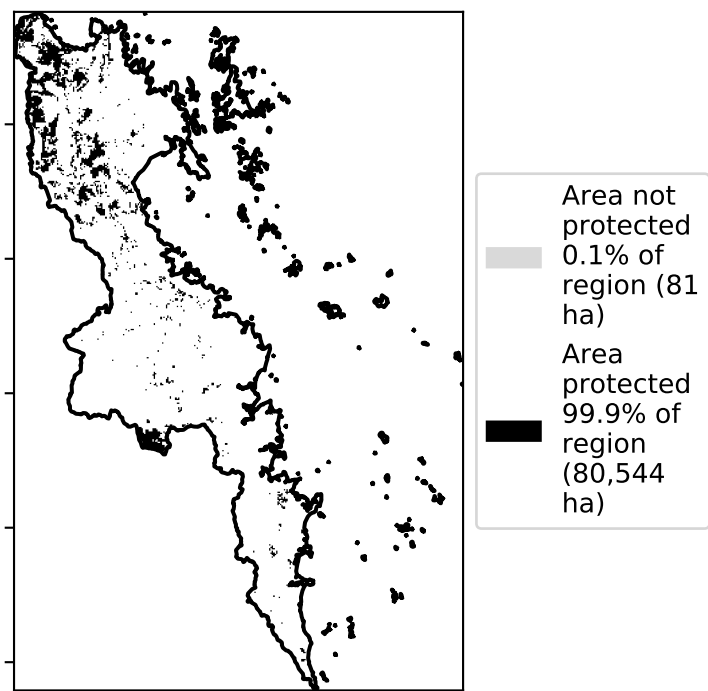 Area not
protected
0.1% of
region (81
ha)
Area
protected
99.9% of
region
(80,544
ha)